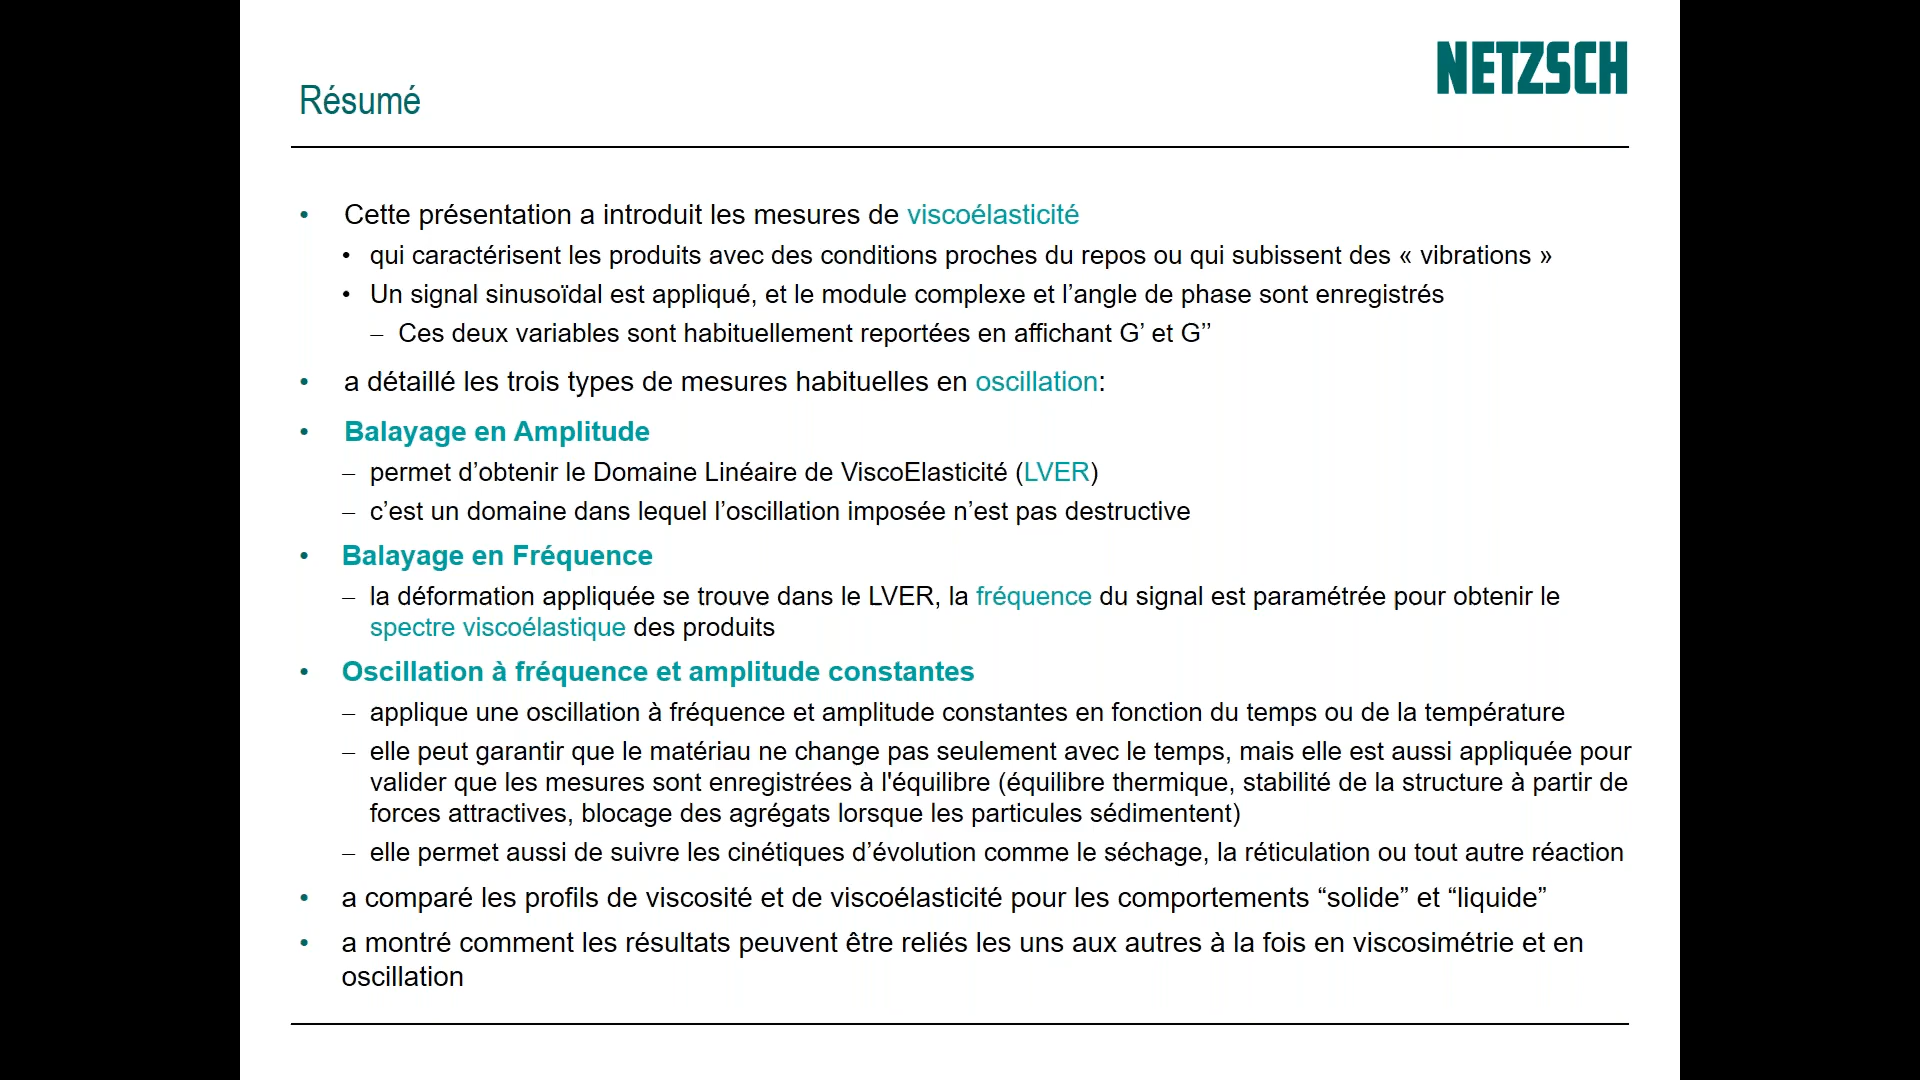 NETZSCH
Résumé
• Cette présentation a introduit les mesures de viscoélasticité
• qui caractérisent les produits avec des conditions proches du repos ou qui subissent des « vibrations »
• Un signal sinusoïdal est appliqué, et le module complexe et l’angle de phase sont enregistrés
– Ces deux variables sont habituellement reportées en affichant G’ et G’’
• a détaillé les trois types de mesures habituelles en oscillation:
• Balayage en Amplitude
– permet d’obtenir le Domaine Linéaire de ViscoElasticité (LVER)
– c’est un domaine dans lequel l’oscillation imposée n’est pas destructive
• Balayage en Fréquence
– la déformation appliquée se trouve dans le LVER, la fréquence du signal est paramétrée pour obtenir le
spectre viscoélastique des produits
• Oscillation à fréquence et amplitude constantes
– applique une oscillation à fréquence et amplitude constantes en fonction du temps ou de la température
– elle peut garantir que le matériau ne change pas seulement avec le temps, mais elle est aussi appliquée pour
valider que les mesures sont enregistrées à l'équilibre (équilibre thermique, stabilité de la structure à partir de
forces attractives, blocage des agrégats lorsque les particules sédimentent)
– elle permet aussi de suivre les cinétiques d’évolution comme le séchage, la réticulation ou tout autre réaction
• a comparé les profils de viscosité et de viscoélasticité pour les comportements “solide” et “liquide”
• a montré comment les résultats peuvent être reliés les uns aux autres à la fois en viscosimétrie et en
oscillation